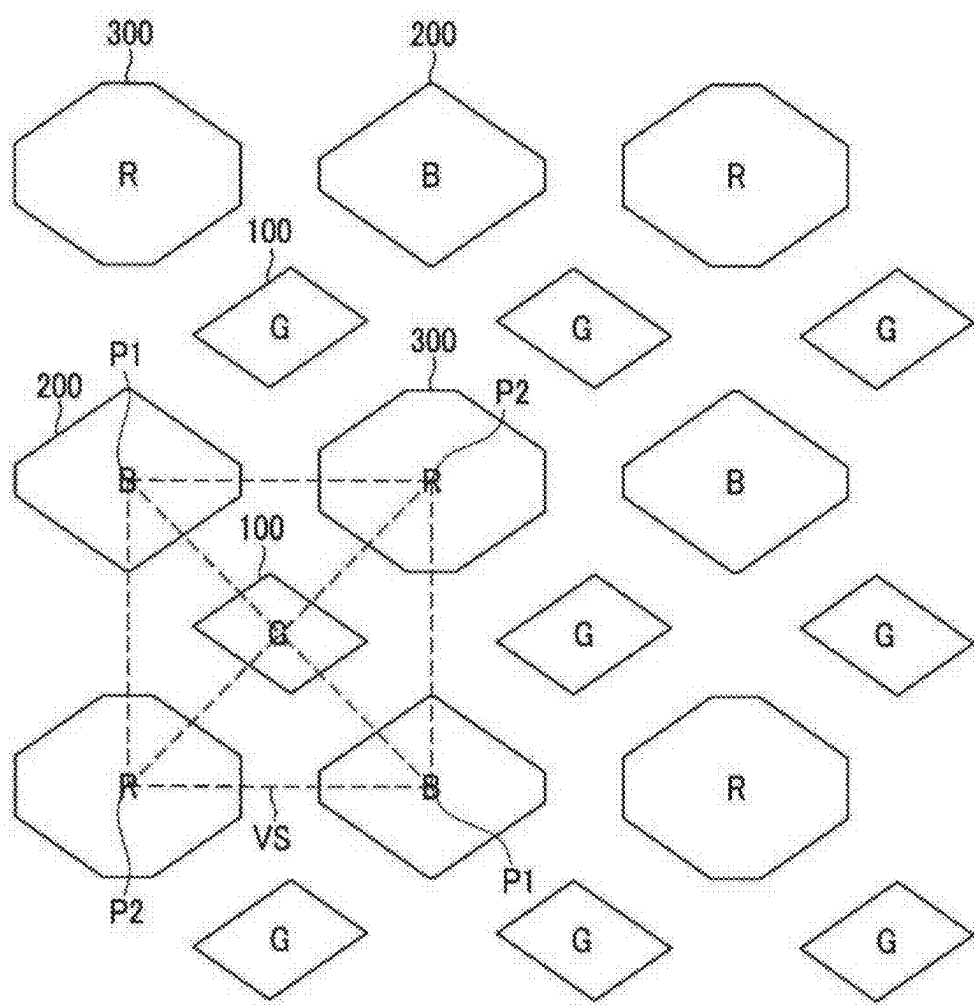 300 200
R B R
100
G G G
P1 300
200 P2
B R B
100
G G G
R B R
VS
P2 P1
G G G